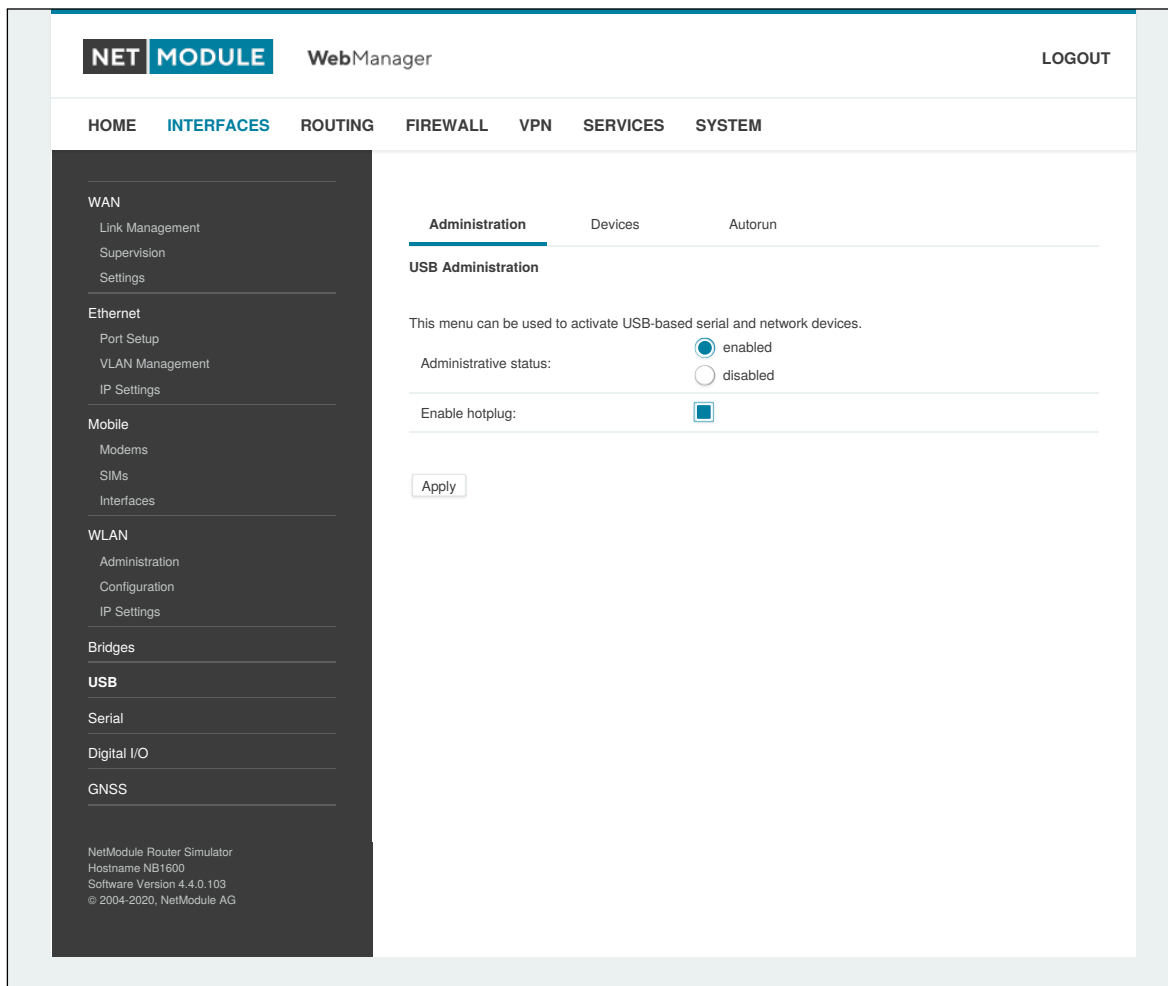 NET MODULE WebManager LOGOUT
HOME INTERFACES ROUTING FIREWALL VPN SERVICES SYSTEM
WAN
Link Management
Supervision
Settings
Ethernet
Port Setup
VLAN Management
IP Settings
Mobile
Modems
SIMs
Interfaces
WLAN
Administration
Configuration
IP Settings
Bridges
USB
Serial
Digital I/O
GNSS
NetModule Router Simulator
Hostname NB1600
Software Version 4.4.0.103
© 2004-2020, NetModule AG
Administration Devices Autorun
USB Administration
This menu can be used to activate USB-based serial and network devices.
Administrative status:
enabled
disabled
Enable hotplug:
Apply